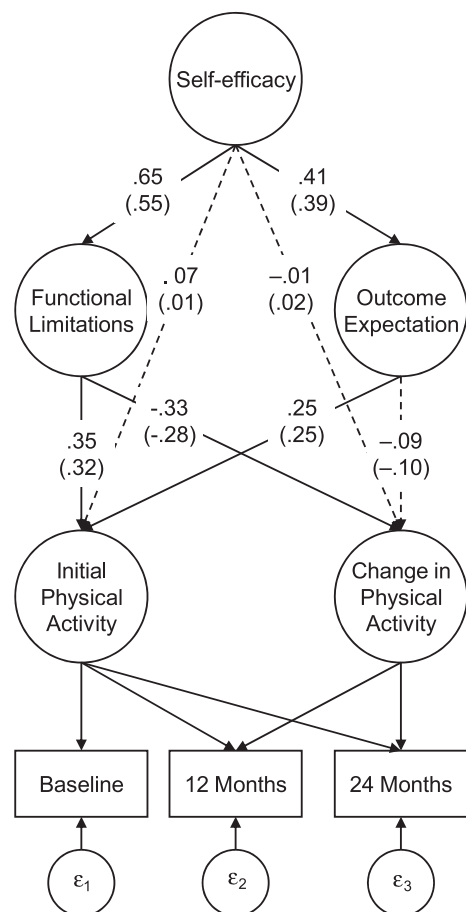 Self-efficacy
.65
(.55)
.41
(.39)
Functional
Limitations
.07
(.01)
–.01
(.02)
Outcome
Expectation
.35
(.32)
-.33
(-.28)
.25
(.25)
–.09
(–.10)
Initial
Physical
Activity
Change in
Physical
Activity
Baseline
12 Months
24 Months
ε1
ε2
ε3